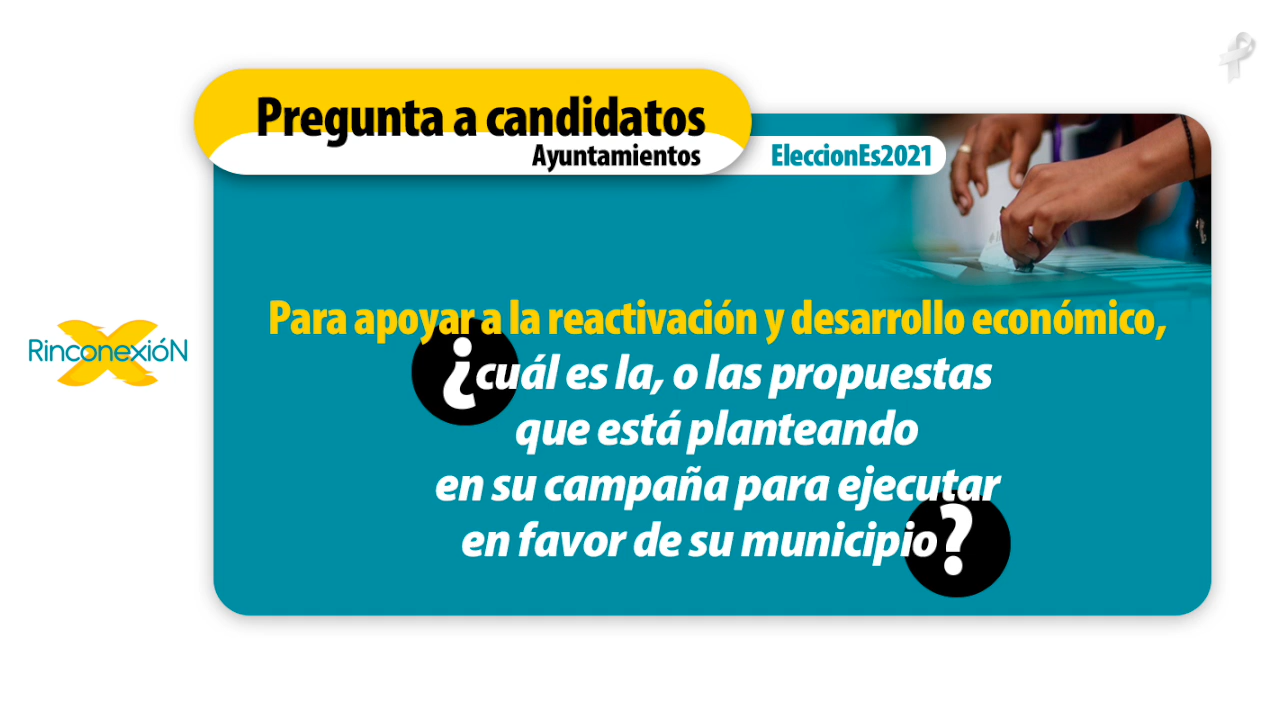 Pregunta a candidatos
Ayuntamientos
EleccionEs2021
RinconexióN
Para apoyar a la reactivación y desarrollo económico,
¿cuál es la, o las propuestas
que está planteando
en su campaña para ejecutar
en favor de su municipio?